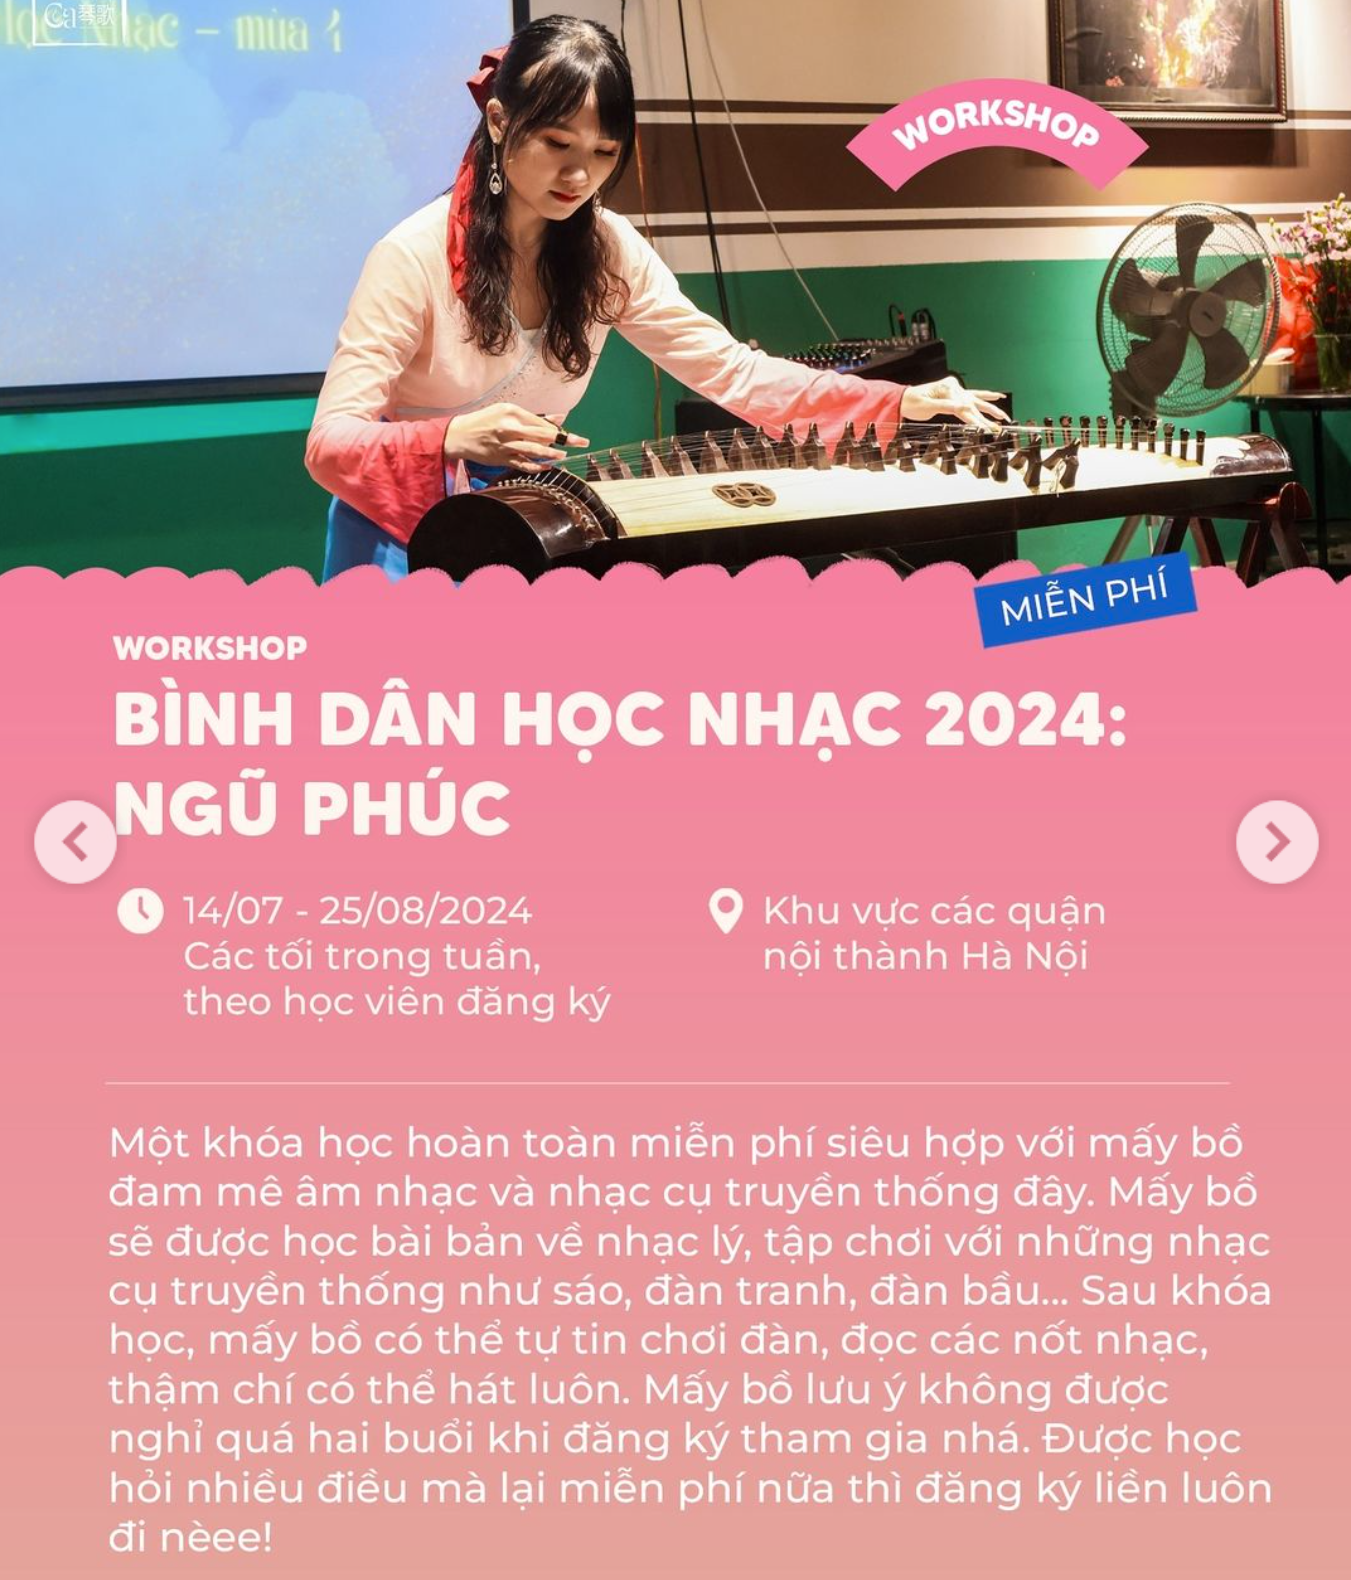 Ca琴歌
Nhạc – mùa
WORKSHOP
MIỄN PHÍ
WORKSHOP
BÌNH DÂN HỌC NHẠC 2024:
NGŨ PHÚC
14/07 - 25/08/2024
Các tối trong tuần,
theo học viên đăng ký
Khu vực các quận
nội thành Hà Nội
Một khóa học hoàn toàn miễn phí siêu hợp với mấy bồ
đam mê âm nhạc và nhạc cụ truyền thống đây. Mấy bồ
sẽ được học bài bản về nhạc lý, tập chơi với những nhạc
cụ truyền thống như sáo, đàn tranh, đàn bầu... Sau khóa
học, mấy bồ có thể tự tin chơi đàn, đọc các nốt nhạc,
thậm chí có thể hát luôn. Mấy bồ lưu ý không được
nghỉ quá hai buổi khi đăng ký tham gia nhá. Được học
hỏi nhiều điều mà lại miễn phí nữa thì đăng ký liền luôn
đi nèee!